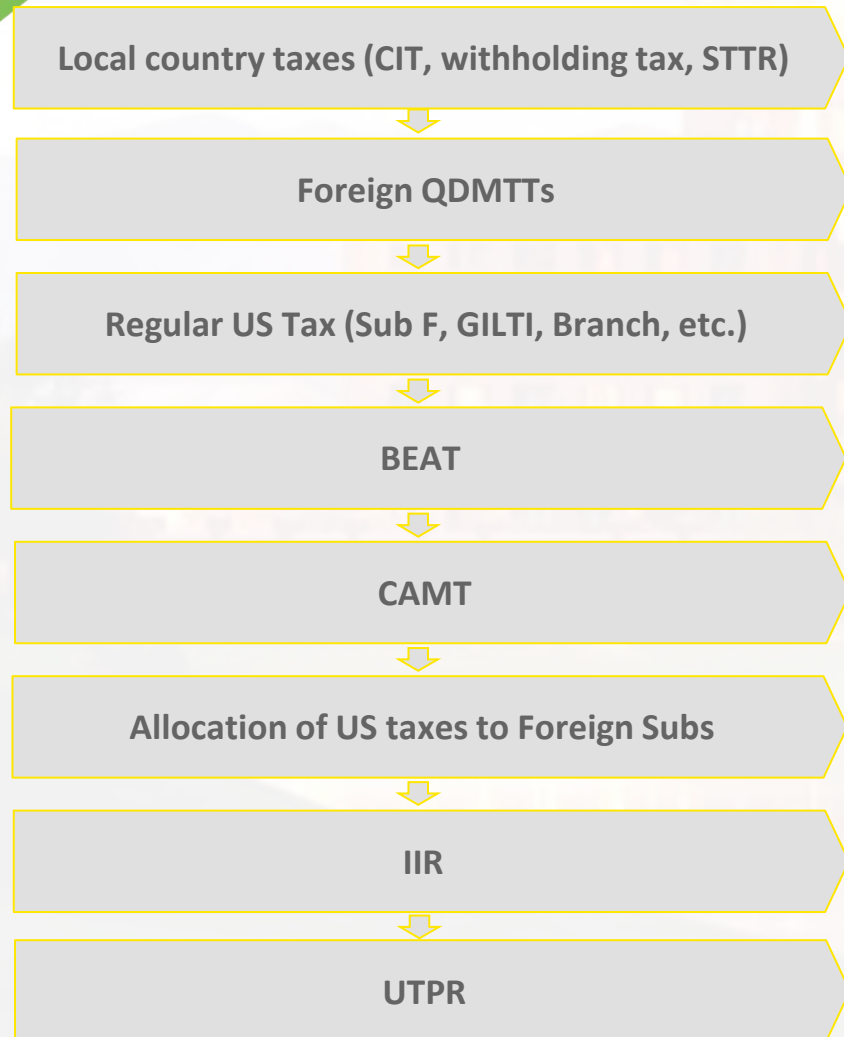 Local country taxes (CIT, withholding tax, STTR)
Foreign QDMTTs
Regular US Tax (Sub F, GILTI, Branch, etc.)
BEAT
CAMT
Allocation of US taxes to Foreign Subs
IIR
UTPR